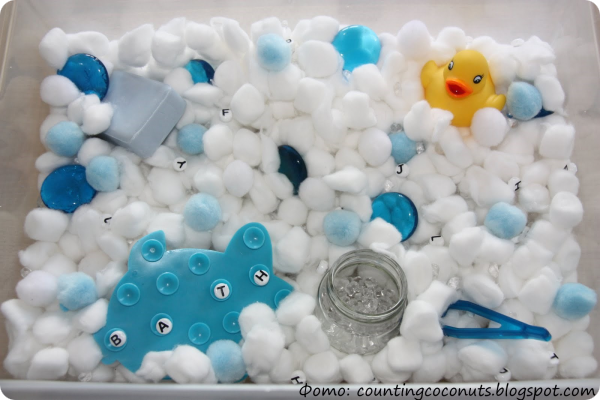 F
Y
J
H
L
B A T H
H
Фото: countingcoconuts.blogspot.com